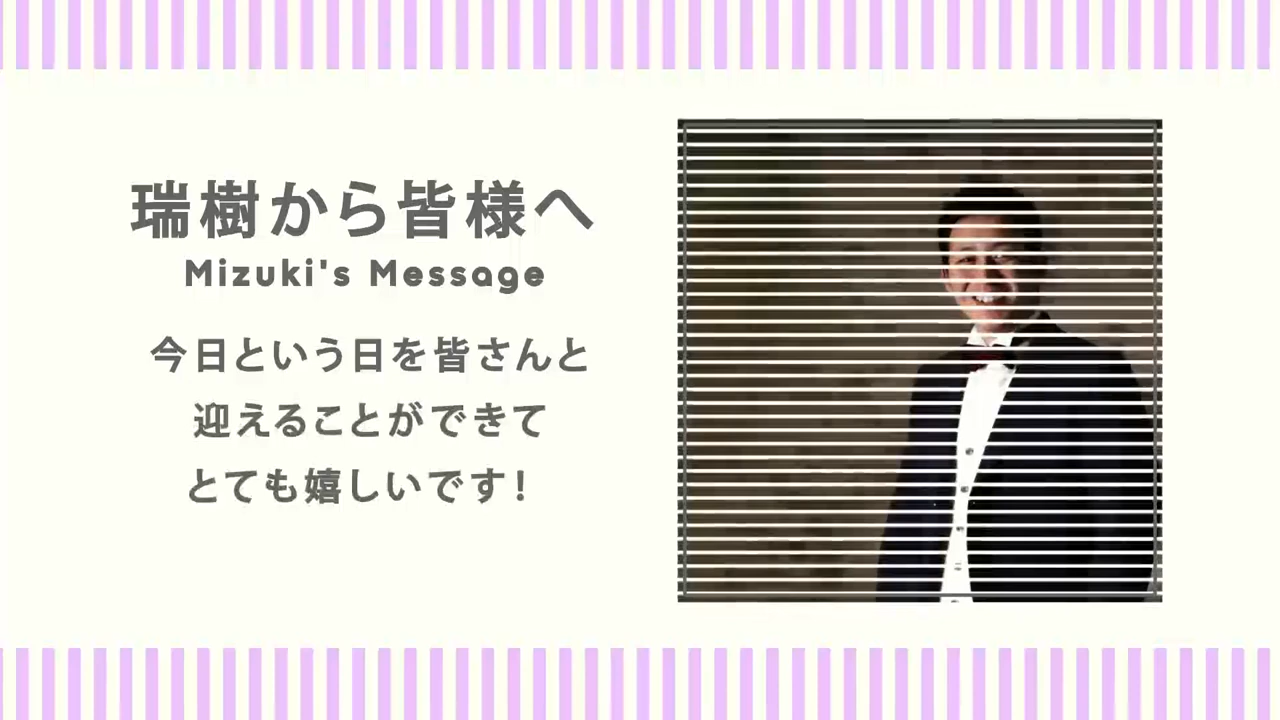 瑞樹から皆様へ
Mizuki's Message
今日という日を皆さんと
迎えることができて
とても嬉しいです！